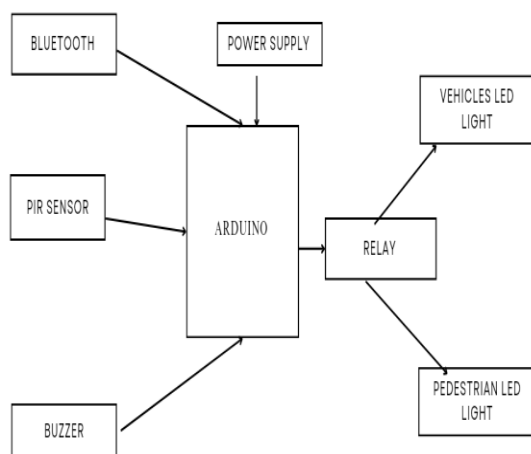 BLUETOOTH
POWER SUPPLY
VEHICLES LED
LIGHT
PIR SENSOR
ARDUINO
RELAY
PEDESTRIAN LED
LIGHT
BUZZER